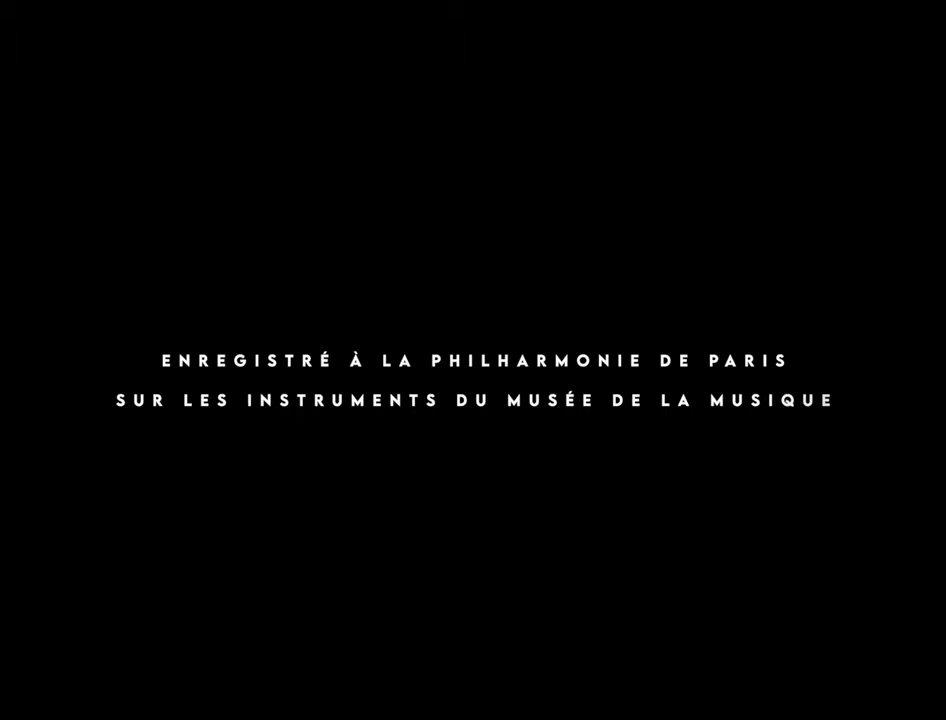 ENREGISTRÉ À LA PHILHARMONIE DE PARIS
SUR LES INSTRUMENTS DU MUSÉE DE LA MUSIQUE